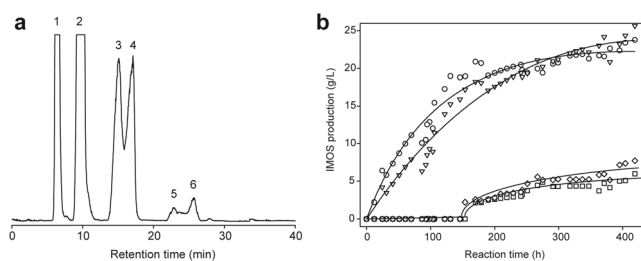 a
1 2 3 4 5 6
0 10 20 30 40
Retention time (min)
b
IMOS production (g/L)
25
20
15
10
5
0
0 100 200 300 400
Reaction time (h)